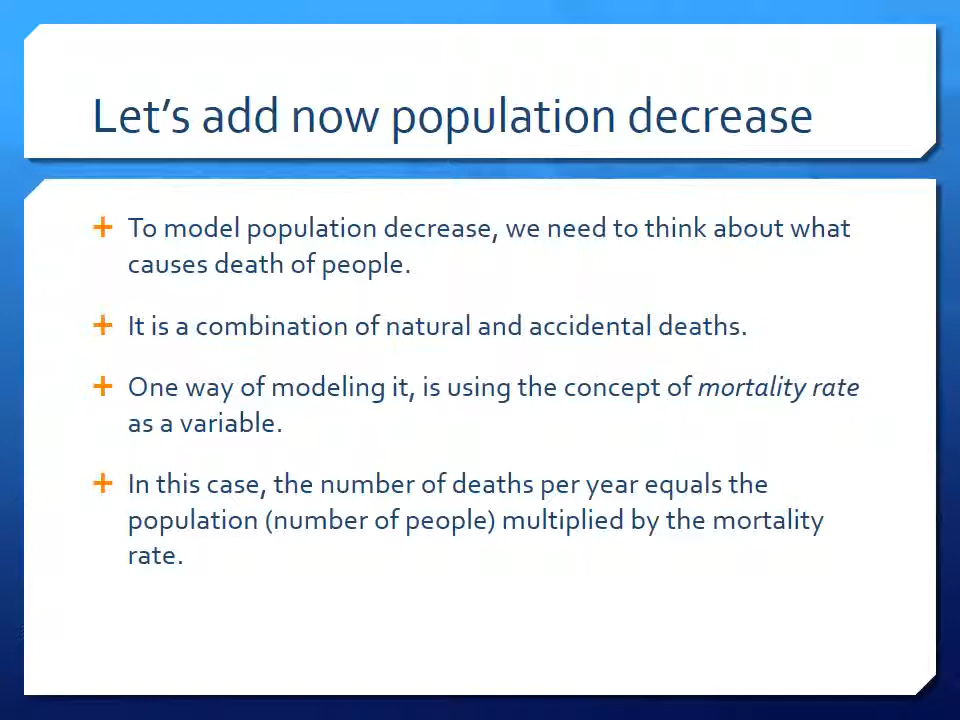 Let’s add now population decrease
To model population decrease, we need to think about what
causes death of people.
It is a combination of natural and accidental deaths.
One way of modeling it, is using the concept of mortality rate
as a variable.
In this case, the number of deaths per year equals the
population (number of people) multiplied by the mortality
rate.